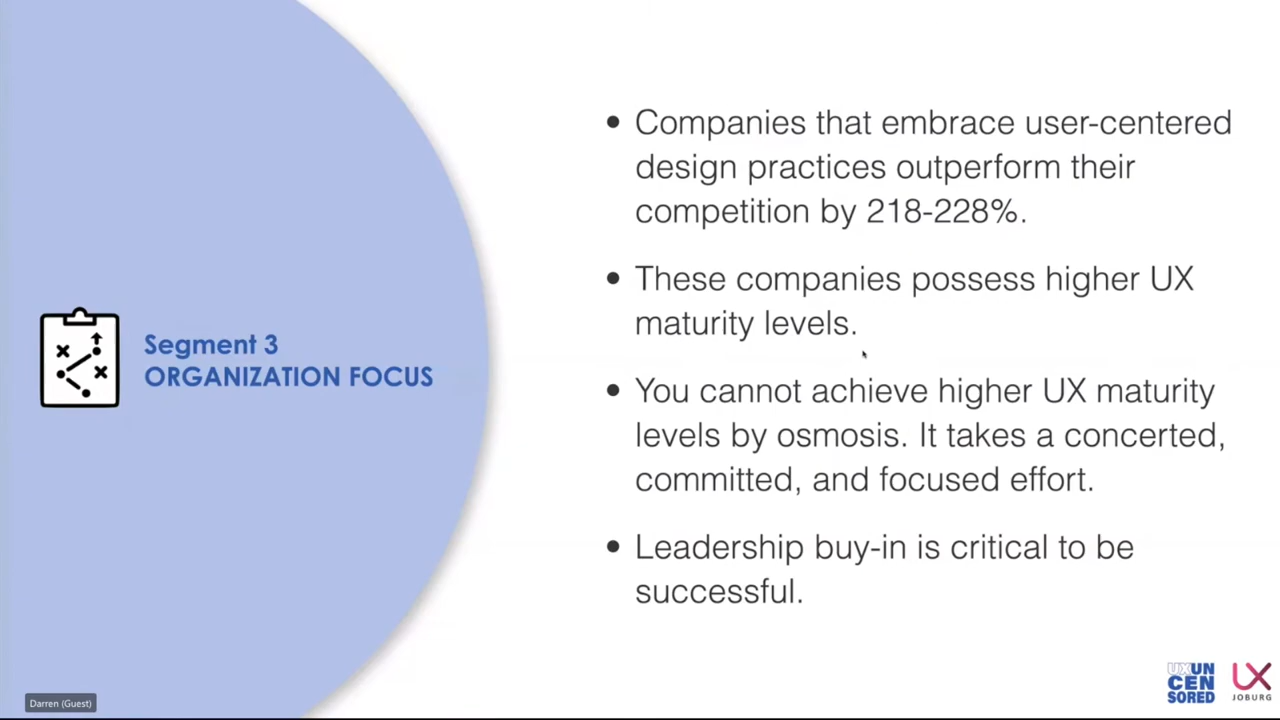 Segment 3
ORGANIZATION FOCUS
• Companies that embrace user-centered
design practices outperform their
competition by 218-228%.
• These companies possess higher UX
maturity levels.
• You cannot achieve higher UX maturity
levels by osmosis. It takes a concerted,
committed, and focused effort.
• Leadership buy-in is critical to be
successful.
Darren (Guest)
UXUN
CEN
SORED
UX
JOBURG